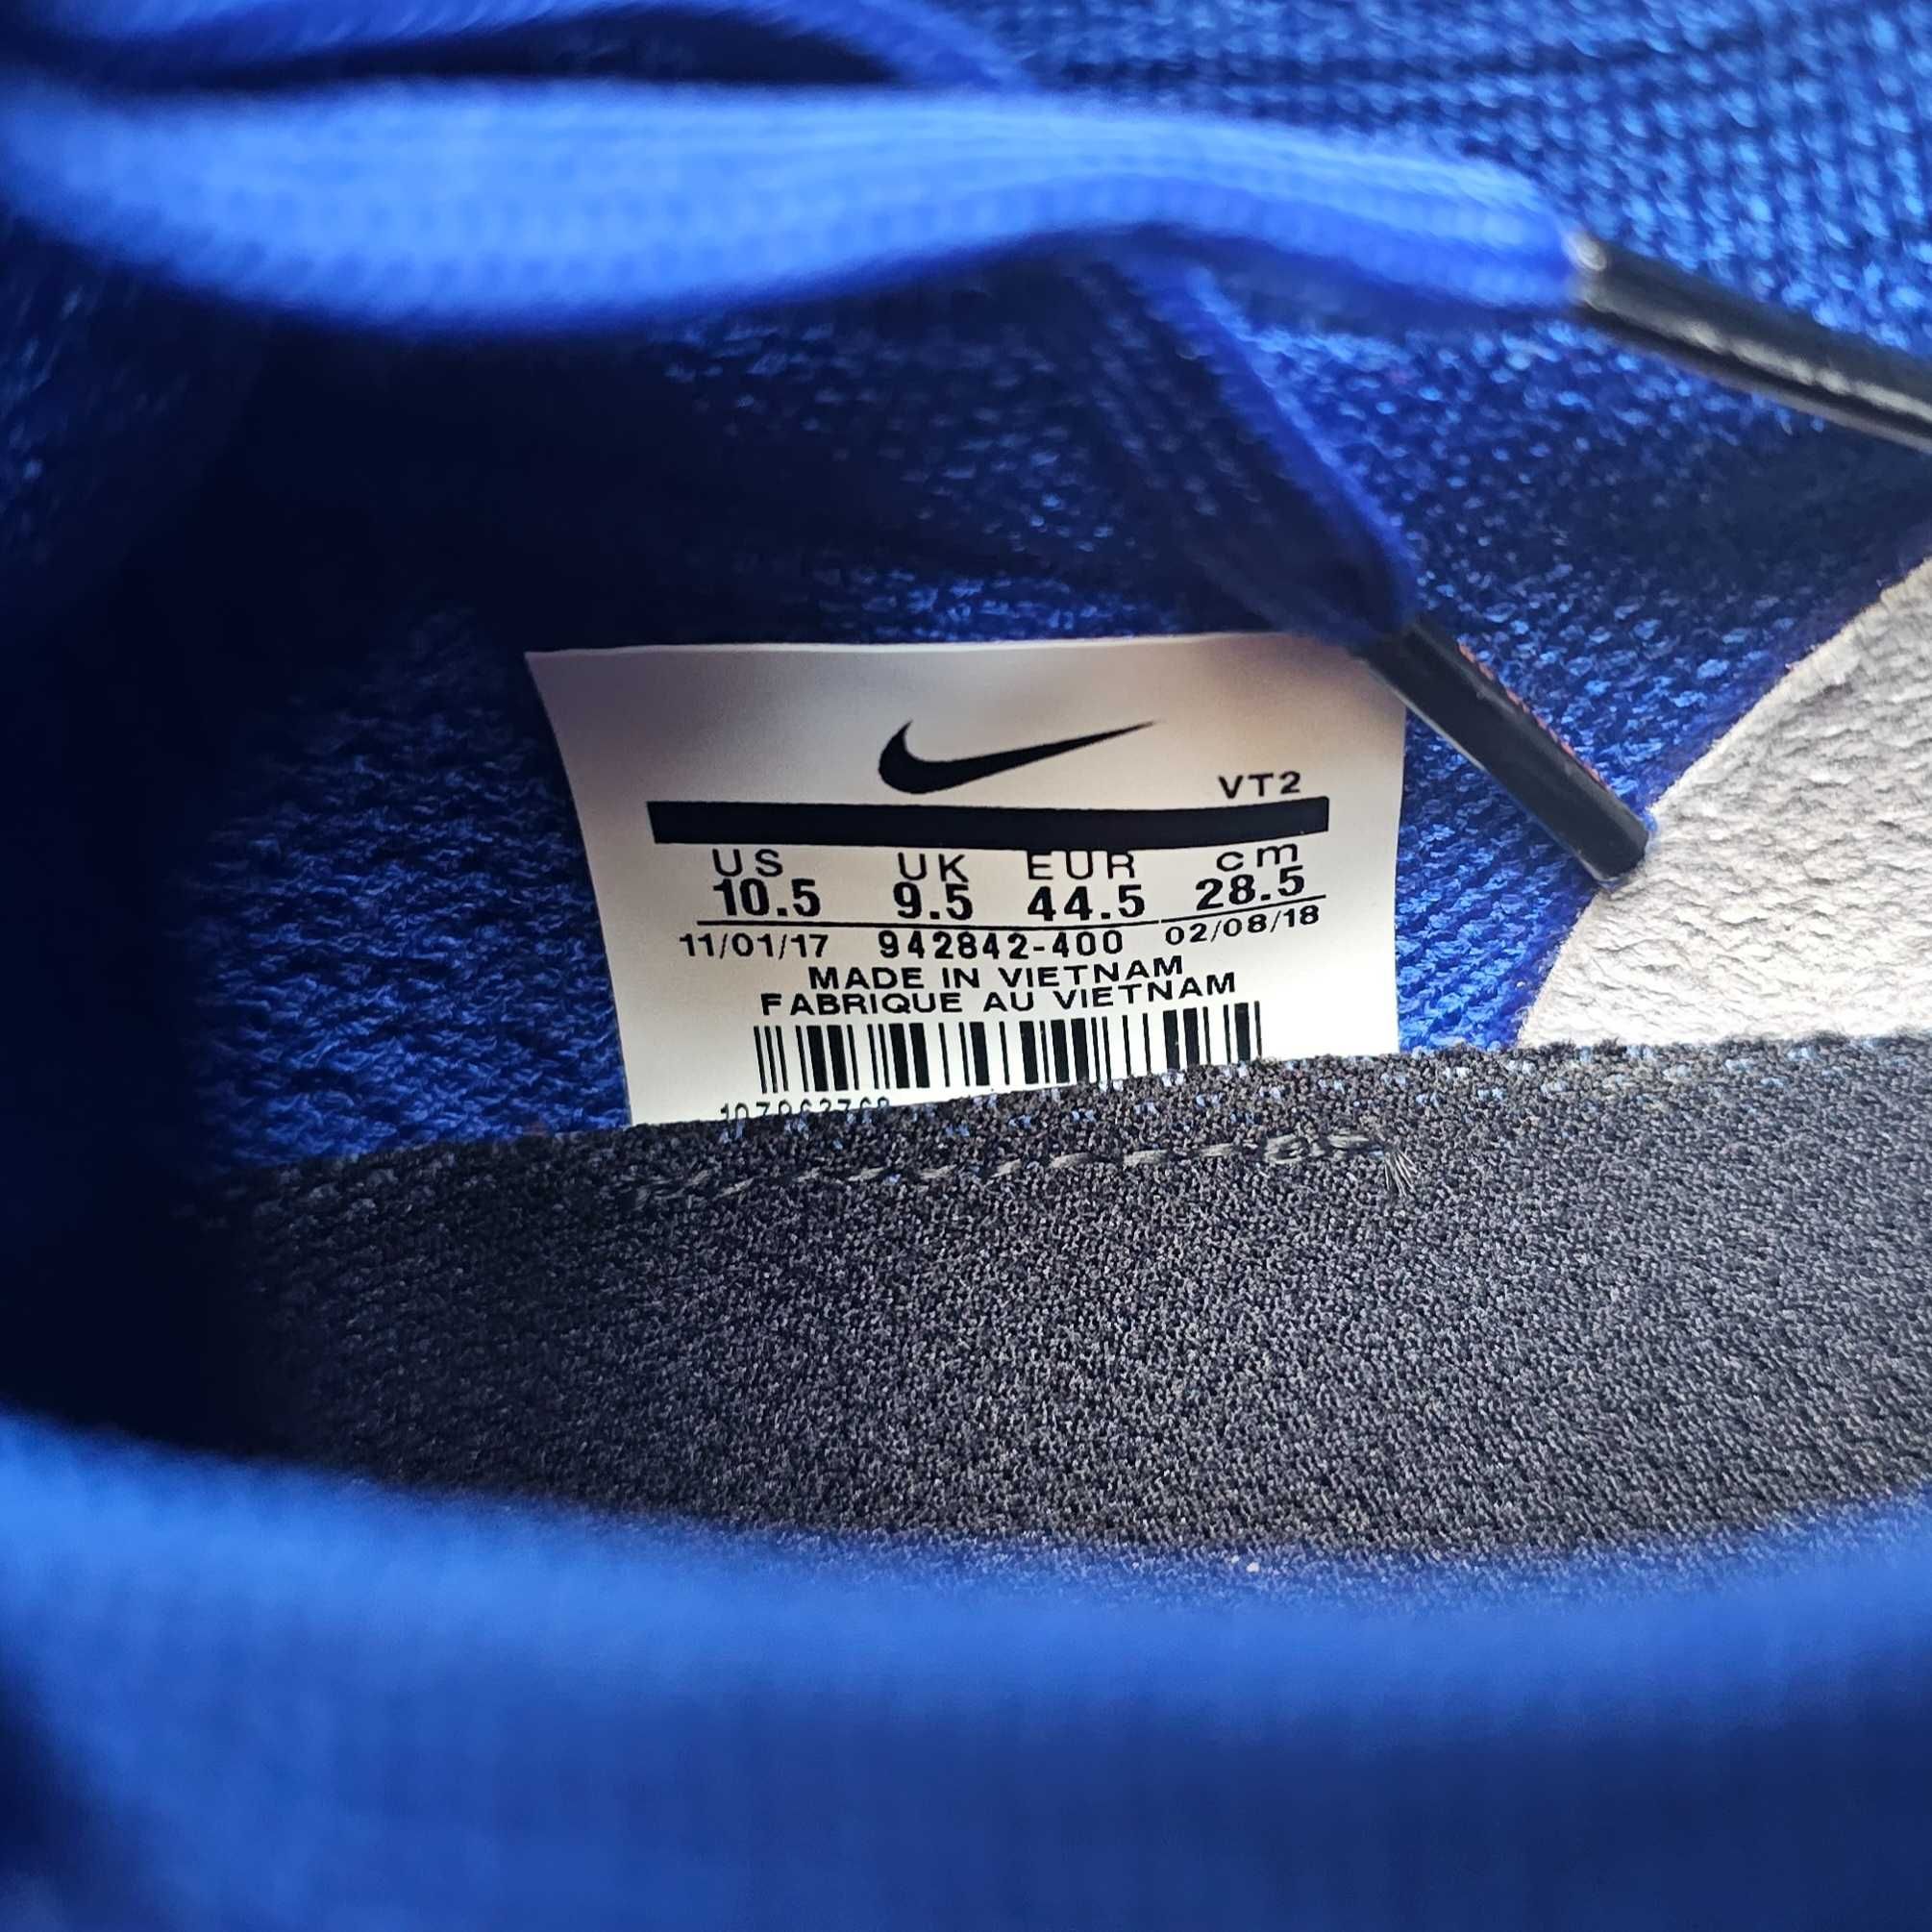 VT2
US UK EUR cm
10.5 9.5 44.5 28.5
11/01/17 942842-400 02/08/18
MADE IN VIETNAM
FABRIQUE AU VIETNAM